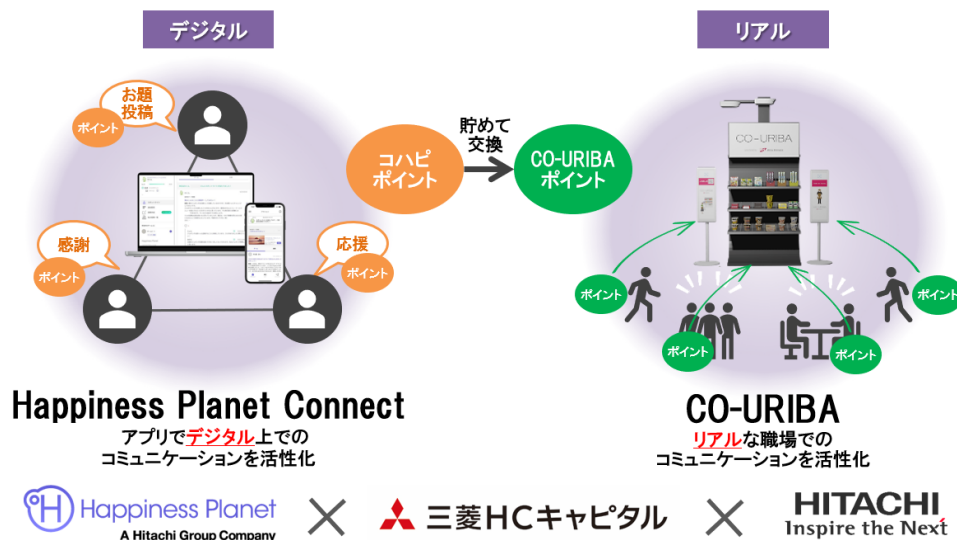 デジタル
リアル
お題
投稿
ポイント
感謝
ポイント
応援
ポイント
コハピ
ポイント
貯めて
交換
CO-URIBA
ポイント
CO-URIBA
ポイント
ポイント
ポイント
ポイント
Happiness Planet Connect
アプリでデジタル上での
コミュニケーションを活性化
CO-URIBA
リアルな職場での
コミュニケーションを活性化
Happiness Planet
A Hitachi Group Company
三菱HCキャピタル
HITACHI
Inspire the Next